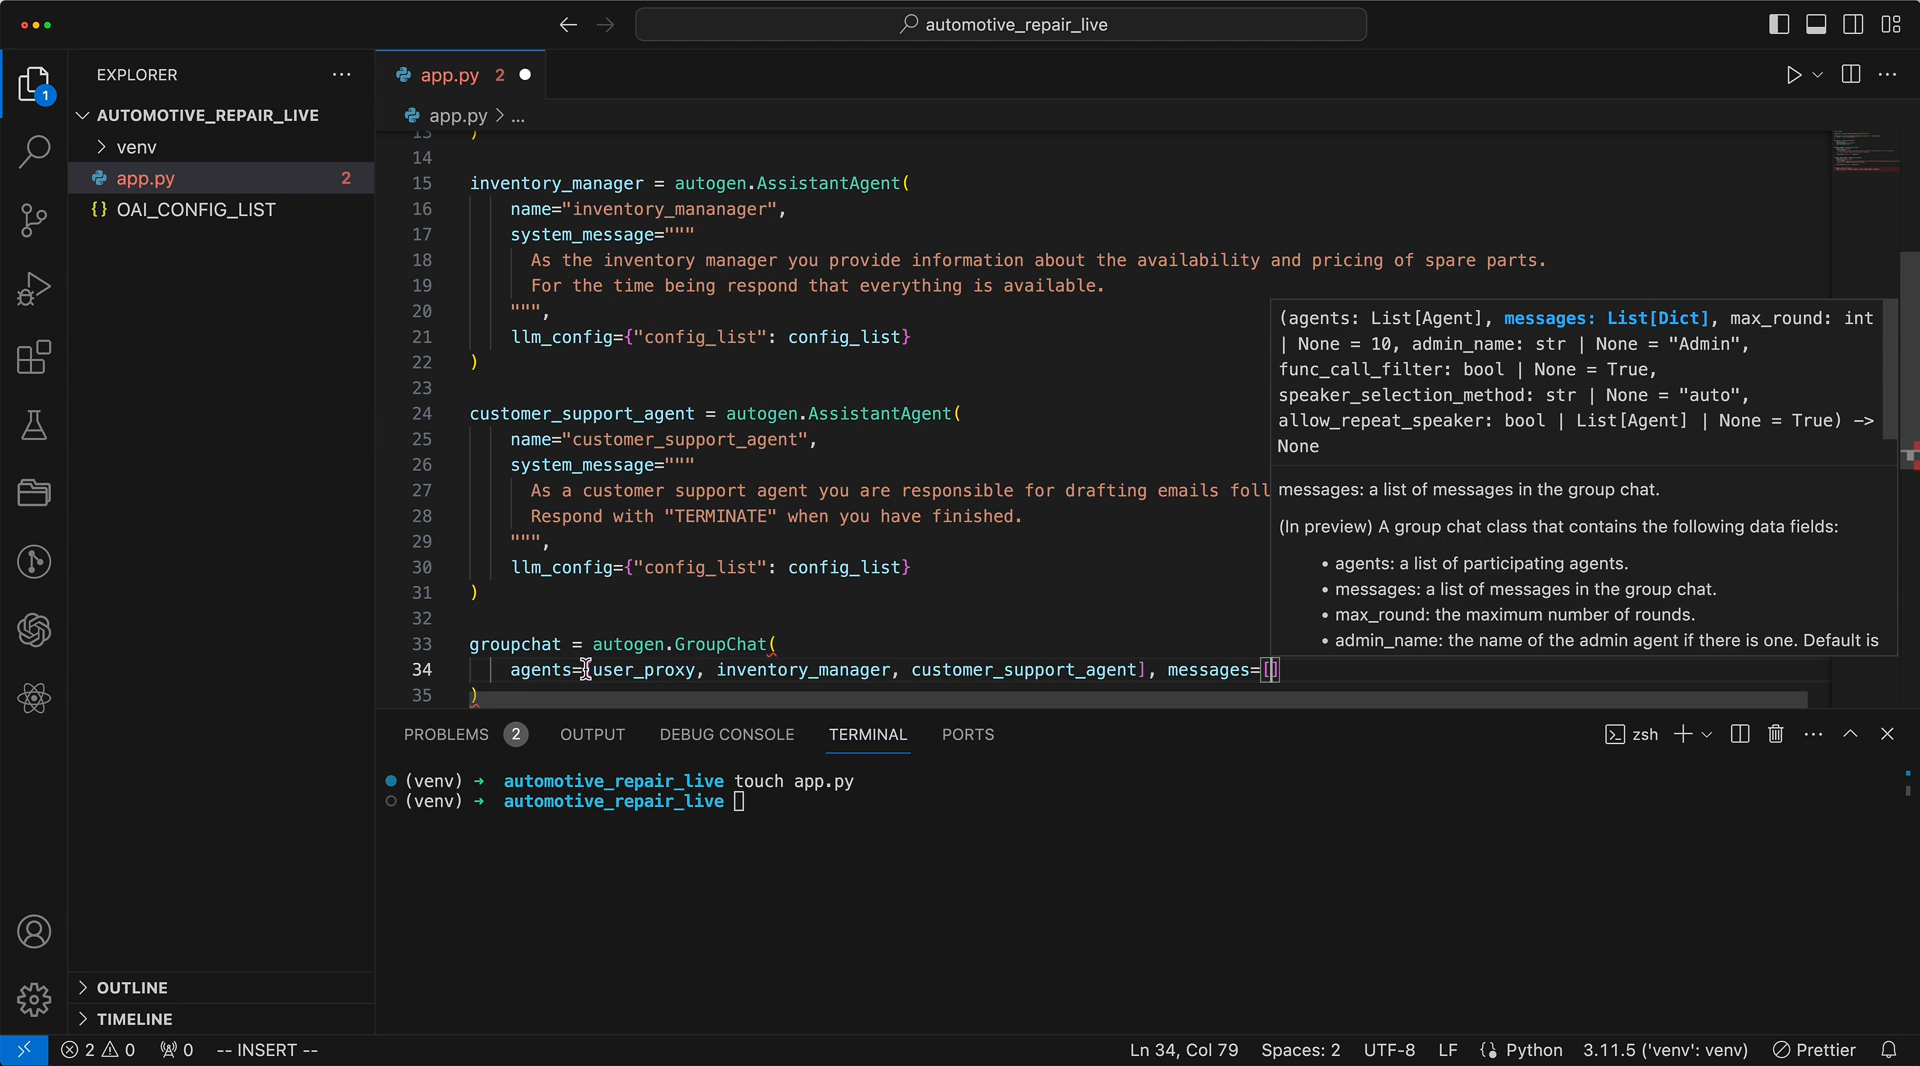 automotive_repair_live
EXPLORER
1
AUTOMOTIVE_REPAIR_LIVE
venv
app.py 2
OAI_CONFIG_LIST
OUTLINE
TIMELINE
app.py 2
app.py > ...
13 )
14
15 inventory_manager = autogen.AssistantAgent(
16 name="inventory_mananager",
17 system_message="""
18 As the inventory manager you provide information about the availability and pricing of spare parts.
19 For the time being respond that everything is available.
20 """,
21 llm_config={"config_list": config_list}
22 )
23
24 customer_support_agent = autogen.AssistantAgent(
25 name="customer_support_agent",
26 system_message="""
27 As a customer support agent you are responsible for drafting emails foll
28 Respond with "TERMINATE" when you have finished.
29 """,
30 llm_config={"config_list": config_list}
31 )
32
33 groupchat = autogen.GroupChat(
34 agents=[user_proxy, inventory_manager, customer_support_agent], messages=[]
35 )
(agents: List[Agent], messages: List[Dict], max_round: int
| None = 10, admin_name: str | None = "Admin",
func_call_filter: bool | None = True,
speaker_selection_method: str | None = "auto",
allow_repeat_speaker: bool | List[Agent] | None = True) ->
None
messages: a list of messages in the group chat.
(In preview) A group chat class that contains the following data fields:
• agents: a list of participating agents.
• messages: a list of messages in the group chat.
• max_round: the maximum number of rounds.
• admin_name: the name of the admin agent if there is one. Default is
PROBLEMS 2 OUTPUT DEBUG CONSOLE TERMINAL PORTS zsh
(venv) → automotive_repair_live touch app.py
(venv) → automotive_repair_live
2 0 0 -- INSERT -- Ln 34, Col 79 Spaces: 2 UTF-8 LF Python 3.11.5 ('venv': venv) Prettier